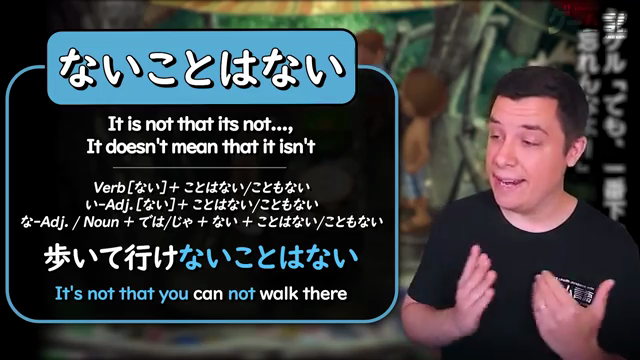 ないことはない
It is not that its not...,
It doesn't mean that it isn't
Verb[ない]+ ことはない/こともない
い-Adj.[ない]+ ことはない/こともない
な-Adj. / Noun + では/じゃ + ない + ことはない/こともない
歩いて行けないことはない
It's not that you can not walk there